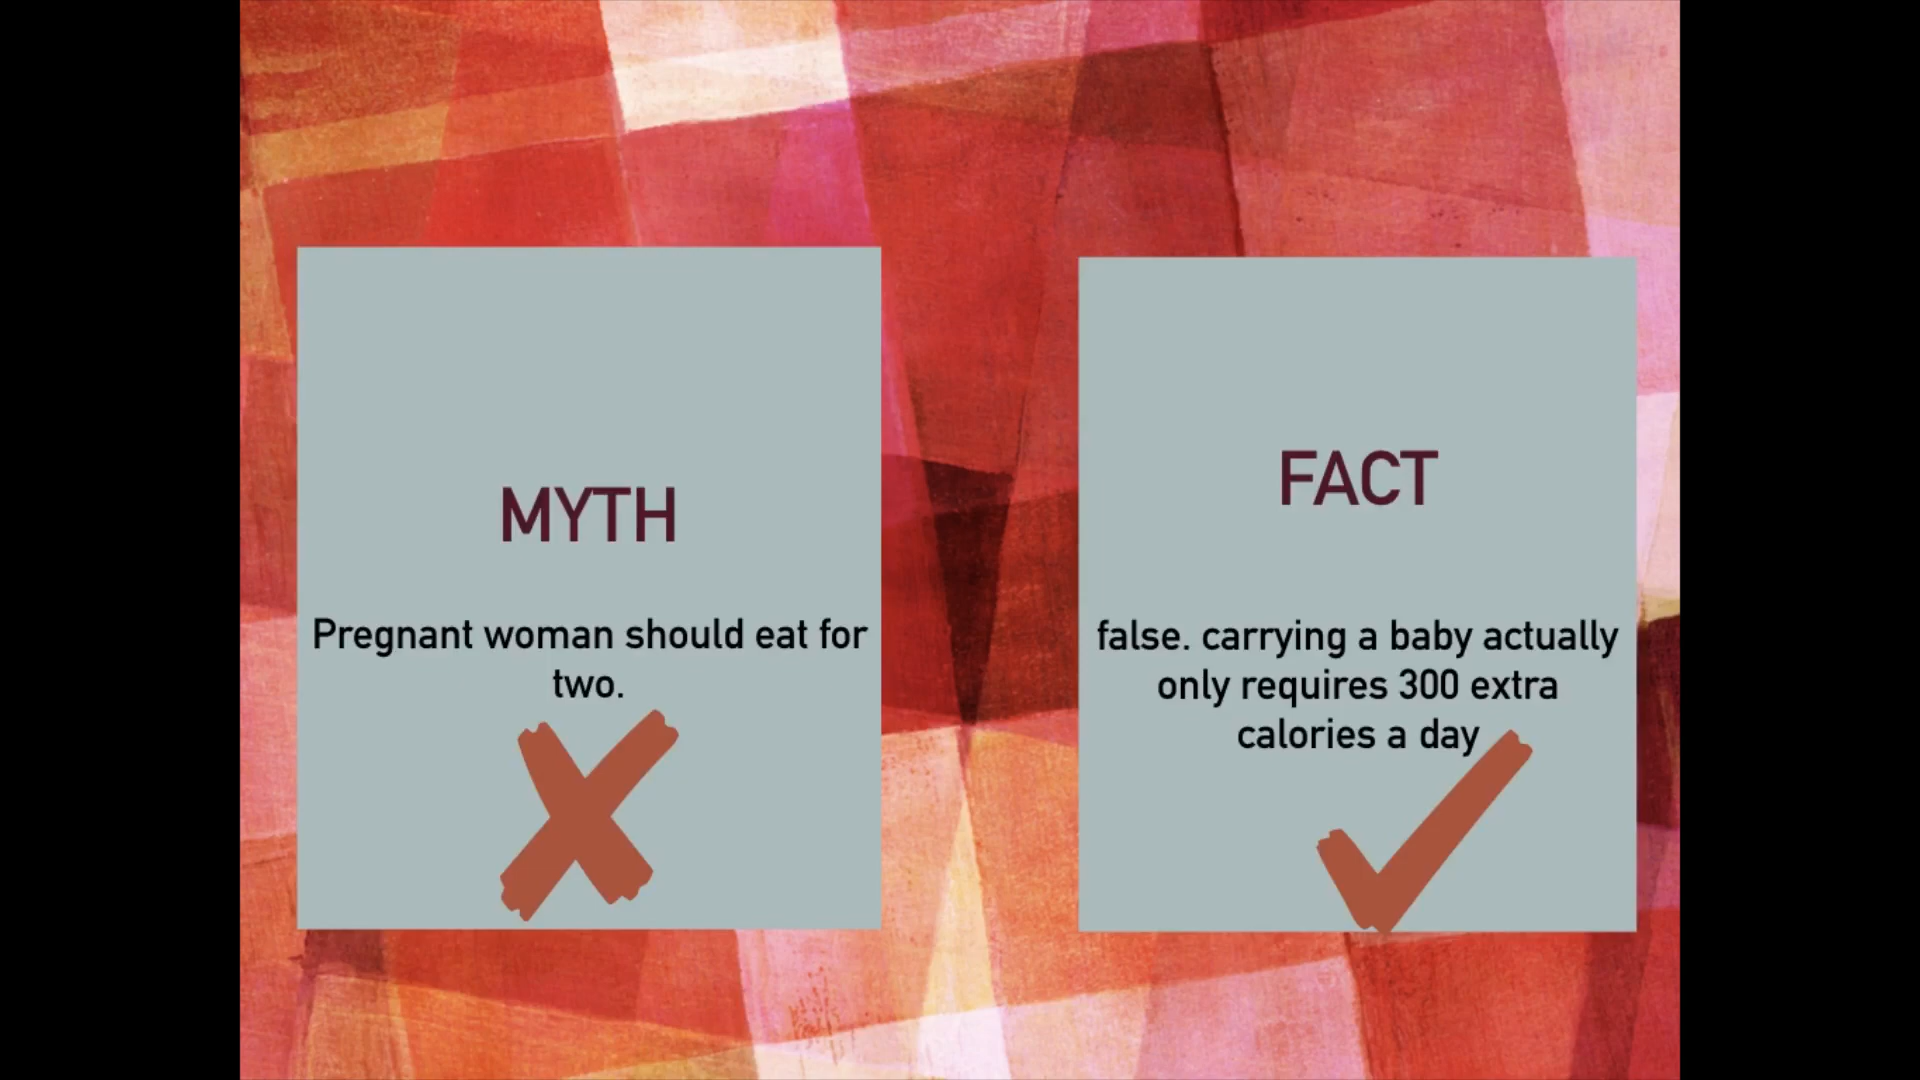 MYTH
Pregnant woman should eat for
two.
FACT
false. carrying a baby actually
only requires 300 extra
calories a day